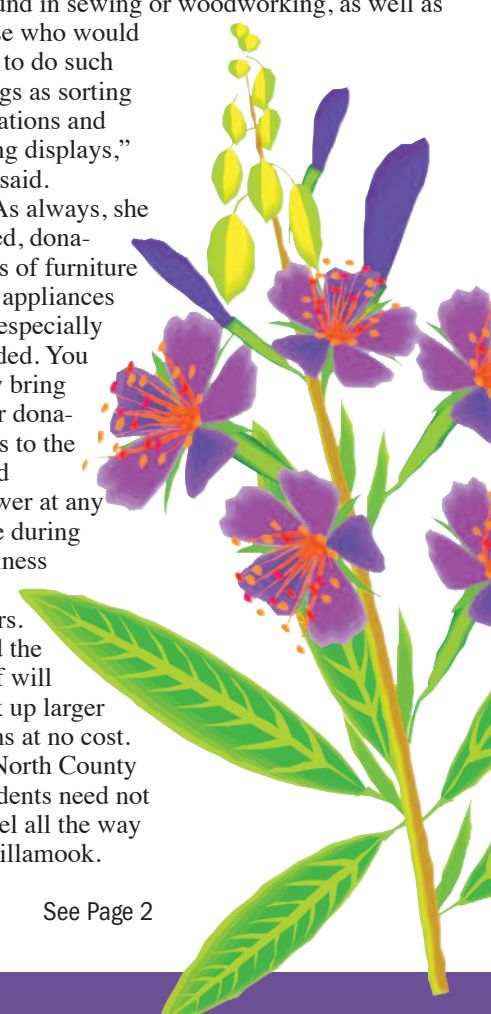 und in sewing or woodworking, as well as
se who would
to do such
gs as sorting
ations and
ng displays,”
said.
As always, she
ed, dona-
s of furniture
appliances
especially
ded. You
y bring
r dona-
s to the
d
wer at any
e during
iness
rs.
d the
f will
k up larger
ns at no cost.
North County
dents need not
el all the way
illamook.
See Page 2